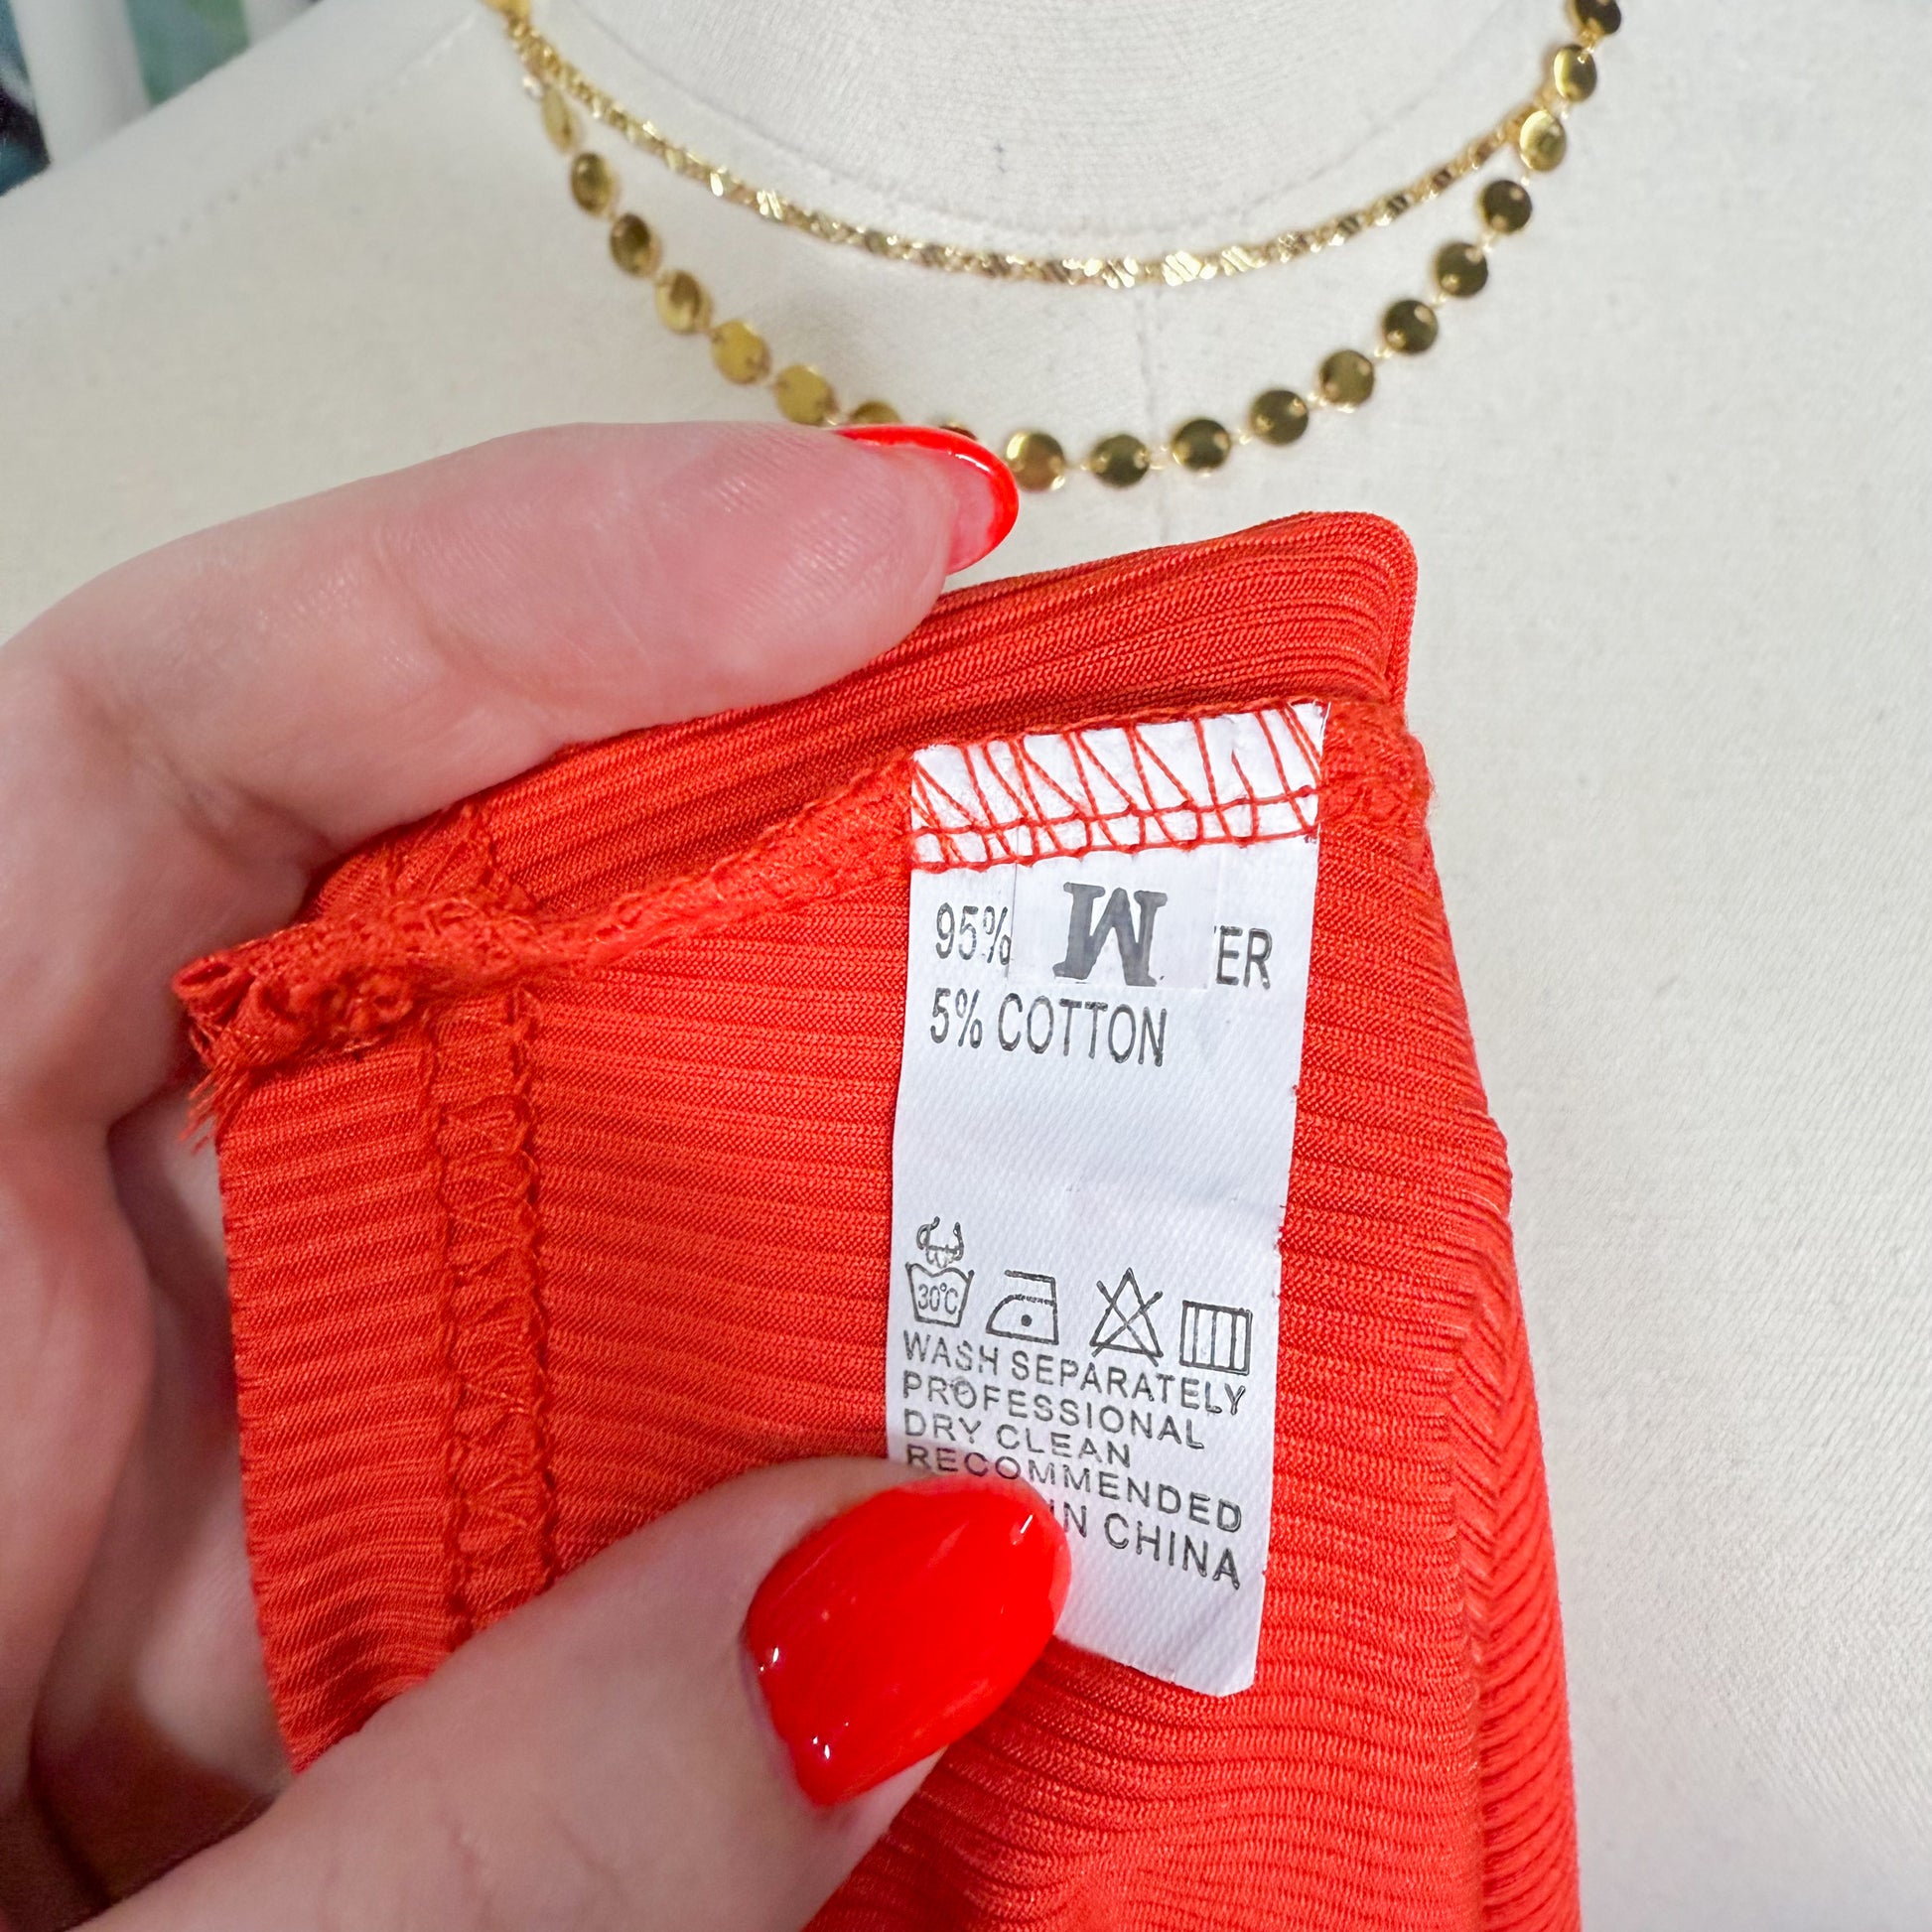 M
95% ER
5% COTTON
30°C
WASH SEPARATELY
PROFESSIONAL
DRY CLEAN
RECOMMENDED
IN CHINA